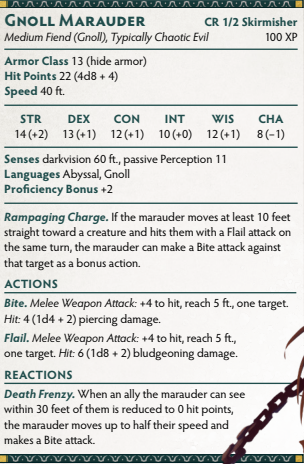 GNOLL MARAUDER CR 1/2 SKIRMISHER
Medium Fiend (Gnoll), Typically Chaotic Evil 100 XP
Armor Class 13 (hide armor)
Hit Points 22 (4d8 + 4)
Speed 40 ft.
STR DEX CON INT WIS CHA
14 (+2) 13 (+1) 12 (+1) 10 (+0) 12 (+1) 8 (−1)
Senses darkvision 60 ft., passive Perception 11
Languages Abyssal, Gnoll
Proficiency Bonus +2
Rampaging Charge. If the marauder moves at least 10 feet
straight toward a creature and hits them with a Flail attack on
the same turn, the marauder can make a Bite attack against
that target as a bonus action.
ACTIONS
Bite. Melee Weapon Attack: +4 to hit, reach 5 ft., one target.
Hit: 4 (1d4 + 2) piercing damage.
Flail. Melee Weapon Attack: +4 to hit, reach 5 ft.,
one target. Hit: 6 (1d8 + 2) bludgeoning damage.
REACTIONS
Death Frenzy. When an ally the marauder can see
within 30 feet of them is reduced to 0 hit points,
the marauder moves up to half their speed and
makes a Bite attack.